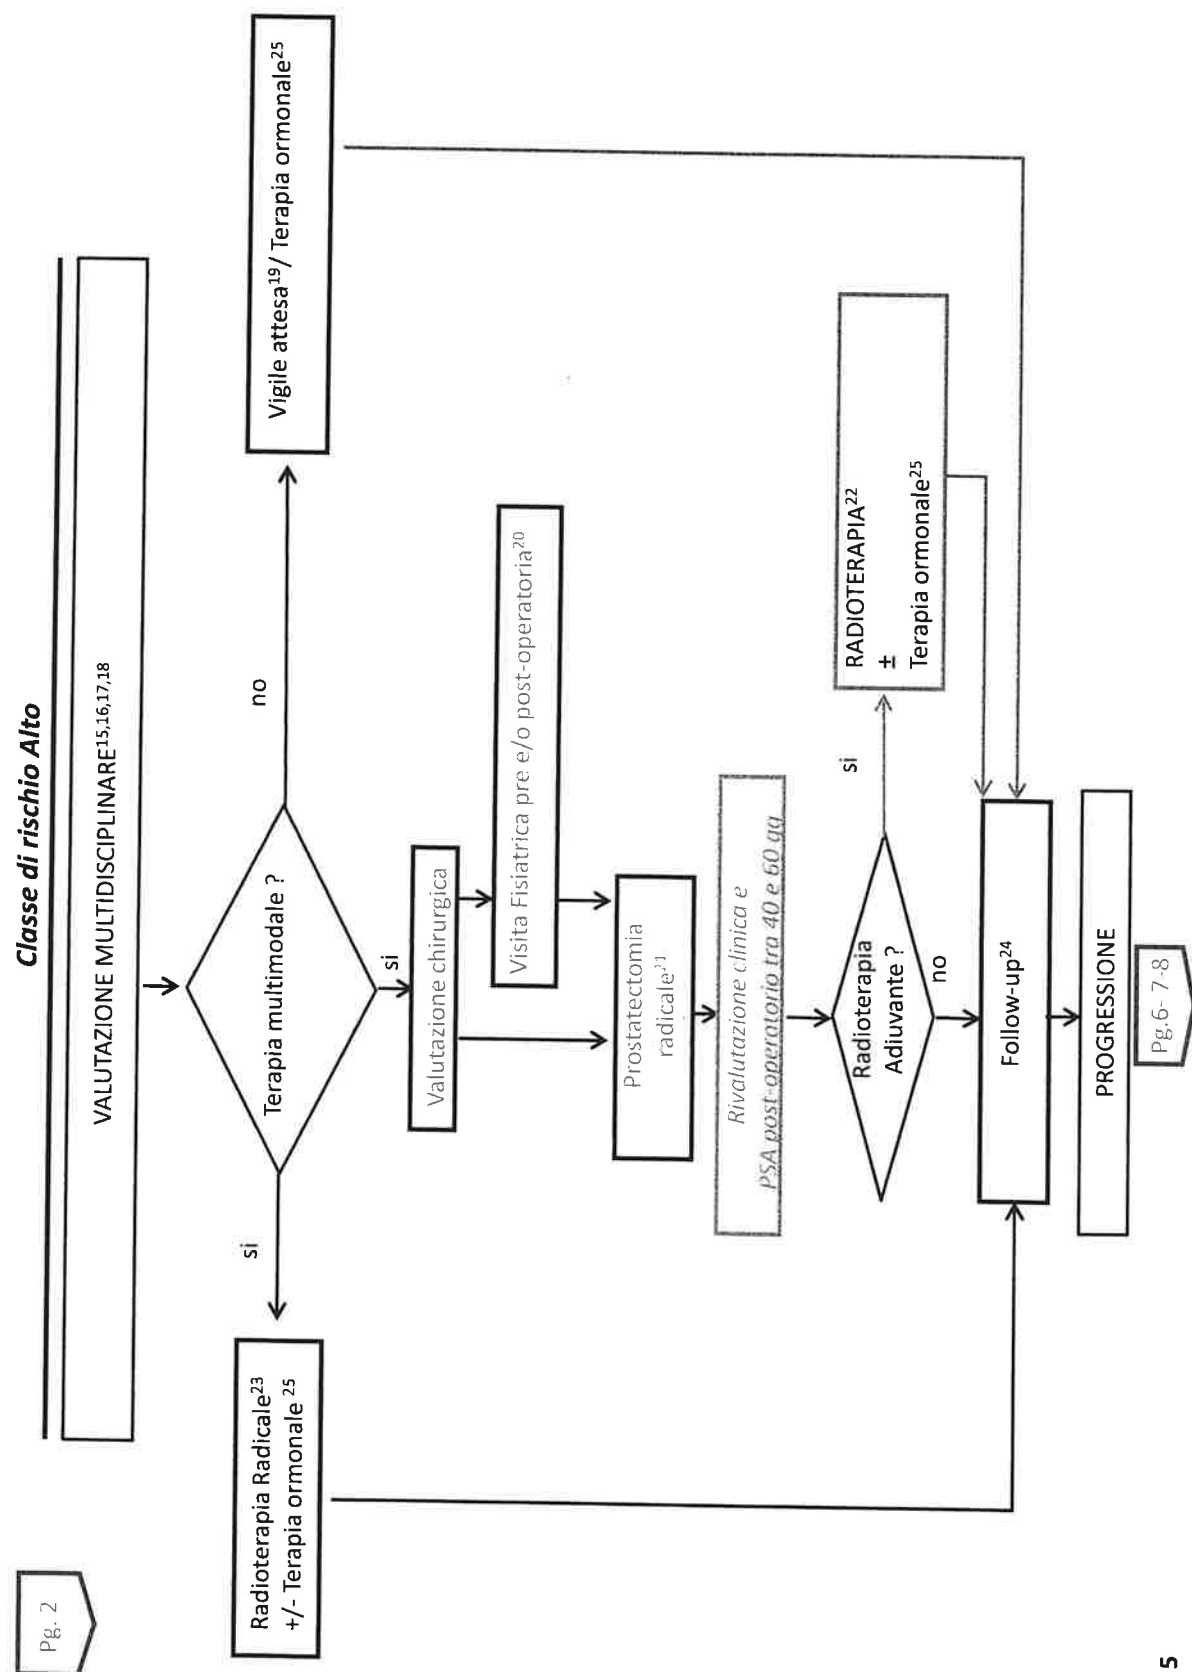 Pg. 2
Classe di rischio Alto
VALUTAZIONE MULTIDISCIPLINARE15,16,17,18
Terapia multimodale ?
si
no
si
Radioterapia Radicale23
+/- Terapia ormonale 25
Vigile attesa19/ Terapia ormonale25
Valutazione chirurgica
Visita Fisiatrica pre e/o post-operatoria20
Prostatectomia
radicale21
Rivalutazione clinica e
PSA post-operatorio tra 40 e 60 gg
Radioterapia
Adiuvante ?
si
no
RADIOTERAPIA22
±
Terapia ormonale25
Follow-up24
PROGRESSIONE
Pg.6- 7-8
5